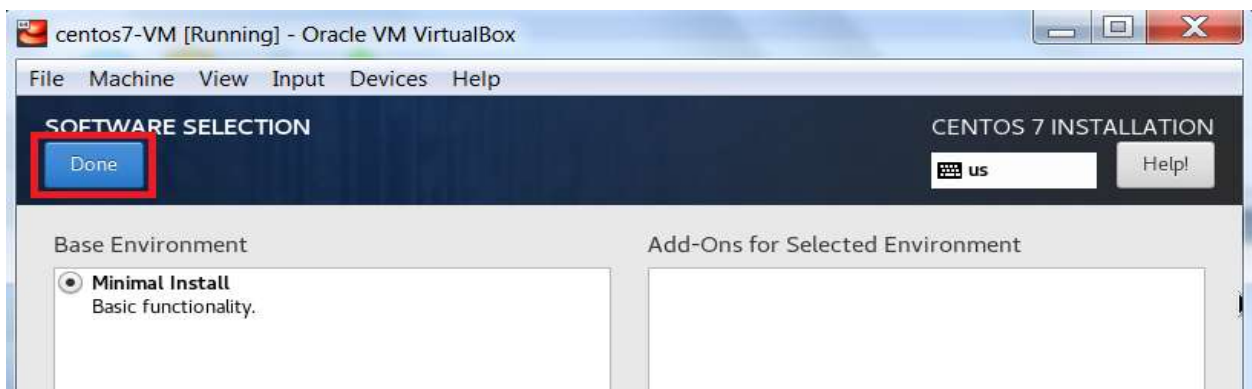 centos7-VM [Running] - Oracle VM VirtualBox
File Machine View Input Devices Help
SOFTWARE SELECTION
CENTOS 7 INSTALLATION
Done
us
Help!
Base Environment
Add-Ons for Selected Environment
Minimal Install
Basic functionality.